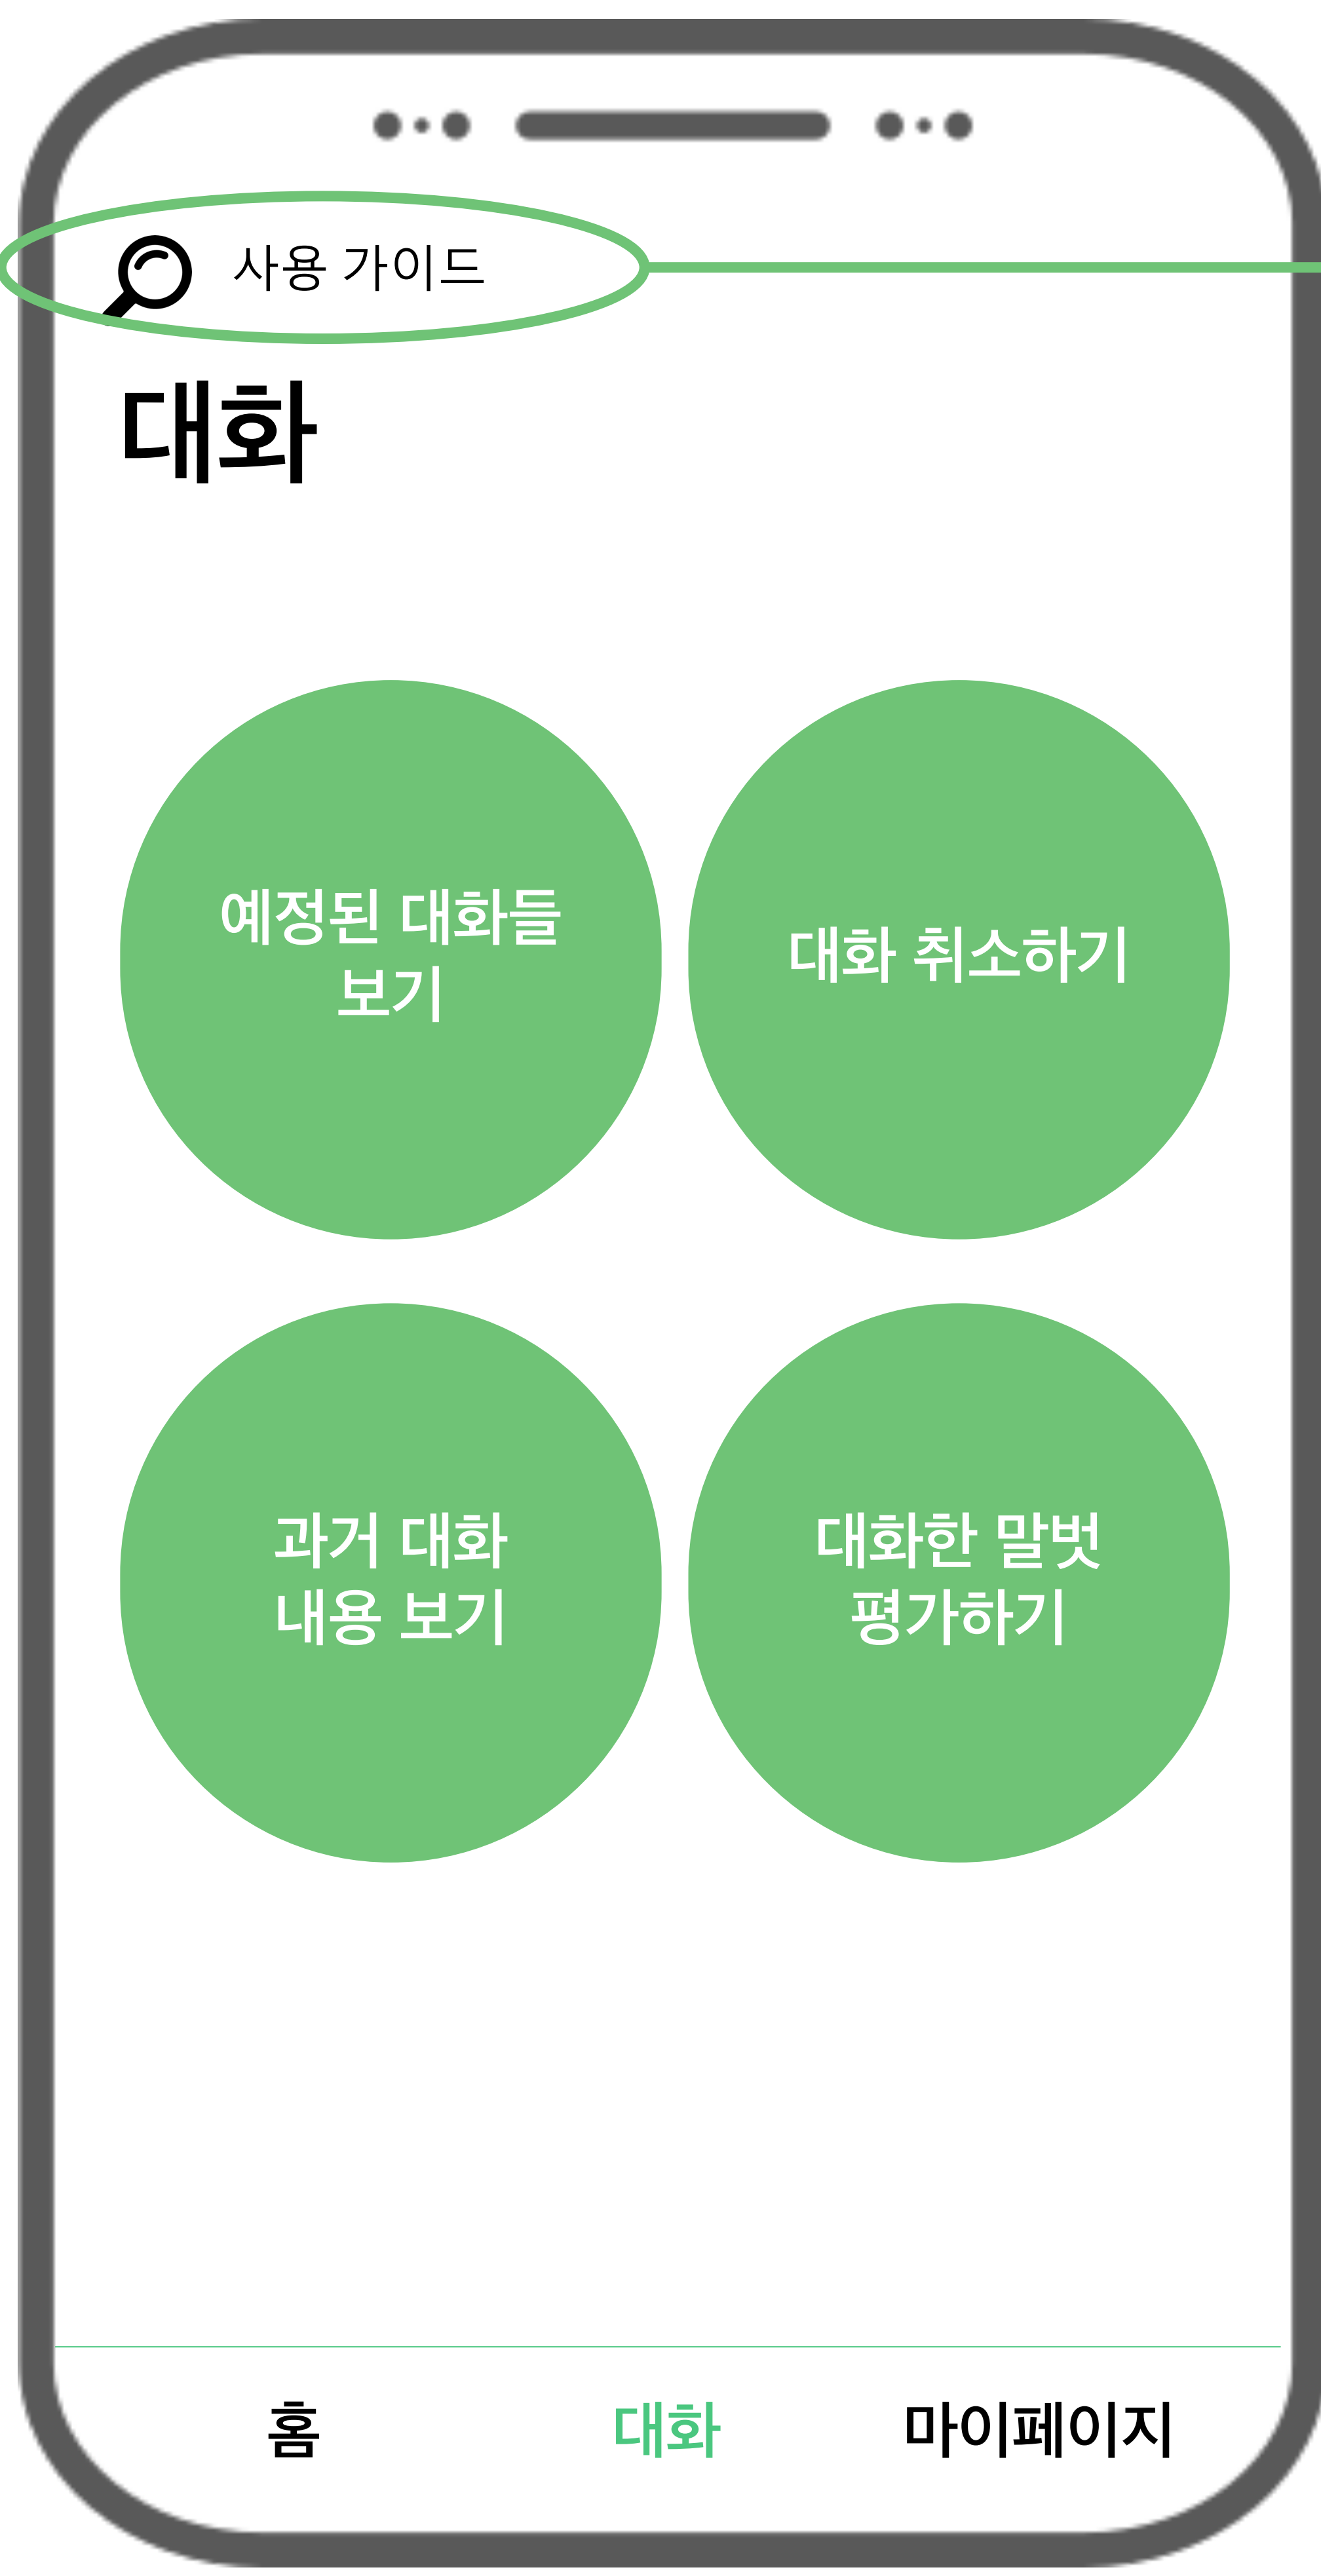 사용 가이드
대화
예정된 대화들
보기
대화 취소하기
과거 대화
내용 보기
대화한 말벗
평가하기
홈 대화 마이페이지